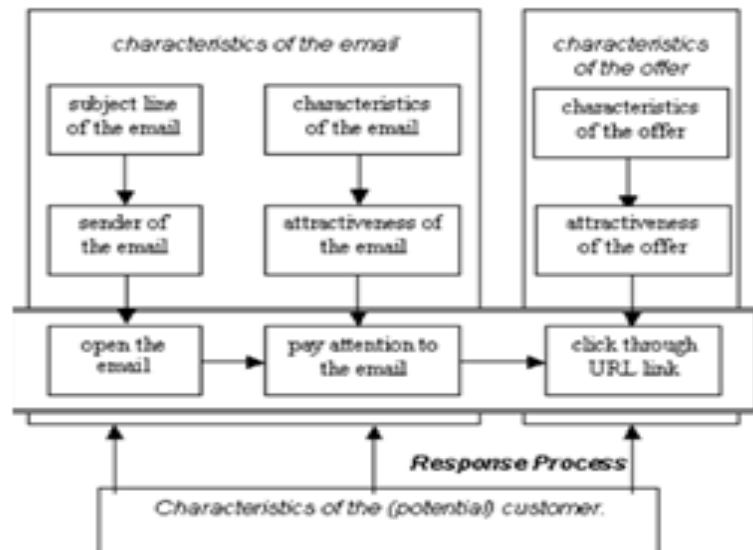 characteristics of the email
characteristics
of the offer
subject line
of the email
characteristics
of the email
characteristics
of the offer
sender of
the email
attractiveness of
the email
attractiveness
of the offer
open the
email
pay attention to
the email
click through
URL link
Response Process
Characteristics of the (potential) customer.